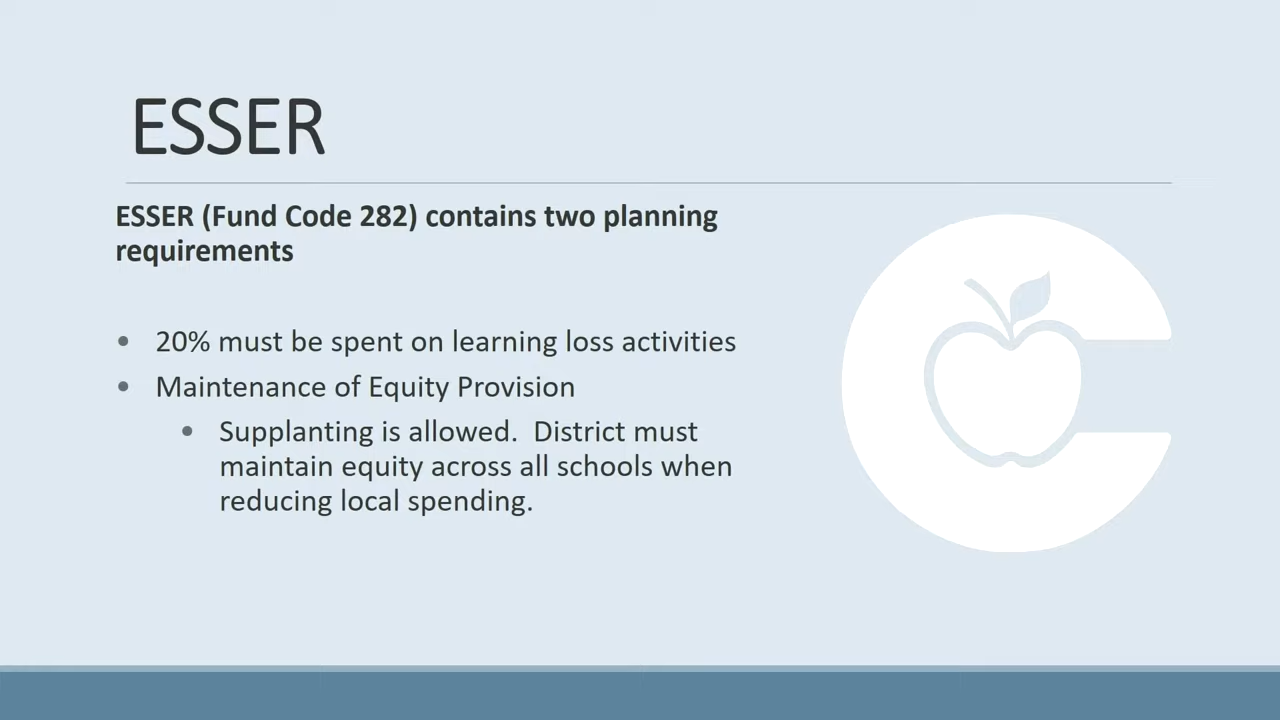 ESSER
ESSER (Fund Code 282) contains two planning
requirements
• 20% must be spent on learning loss activities
• Maintenance of Equity Provision
• Supplanting is allowed.  District must
maintain equity across all schools when
reducing local spending.